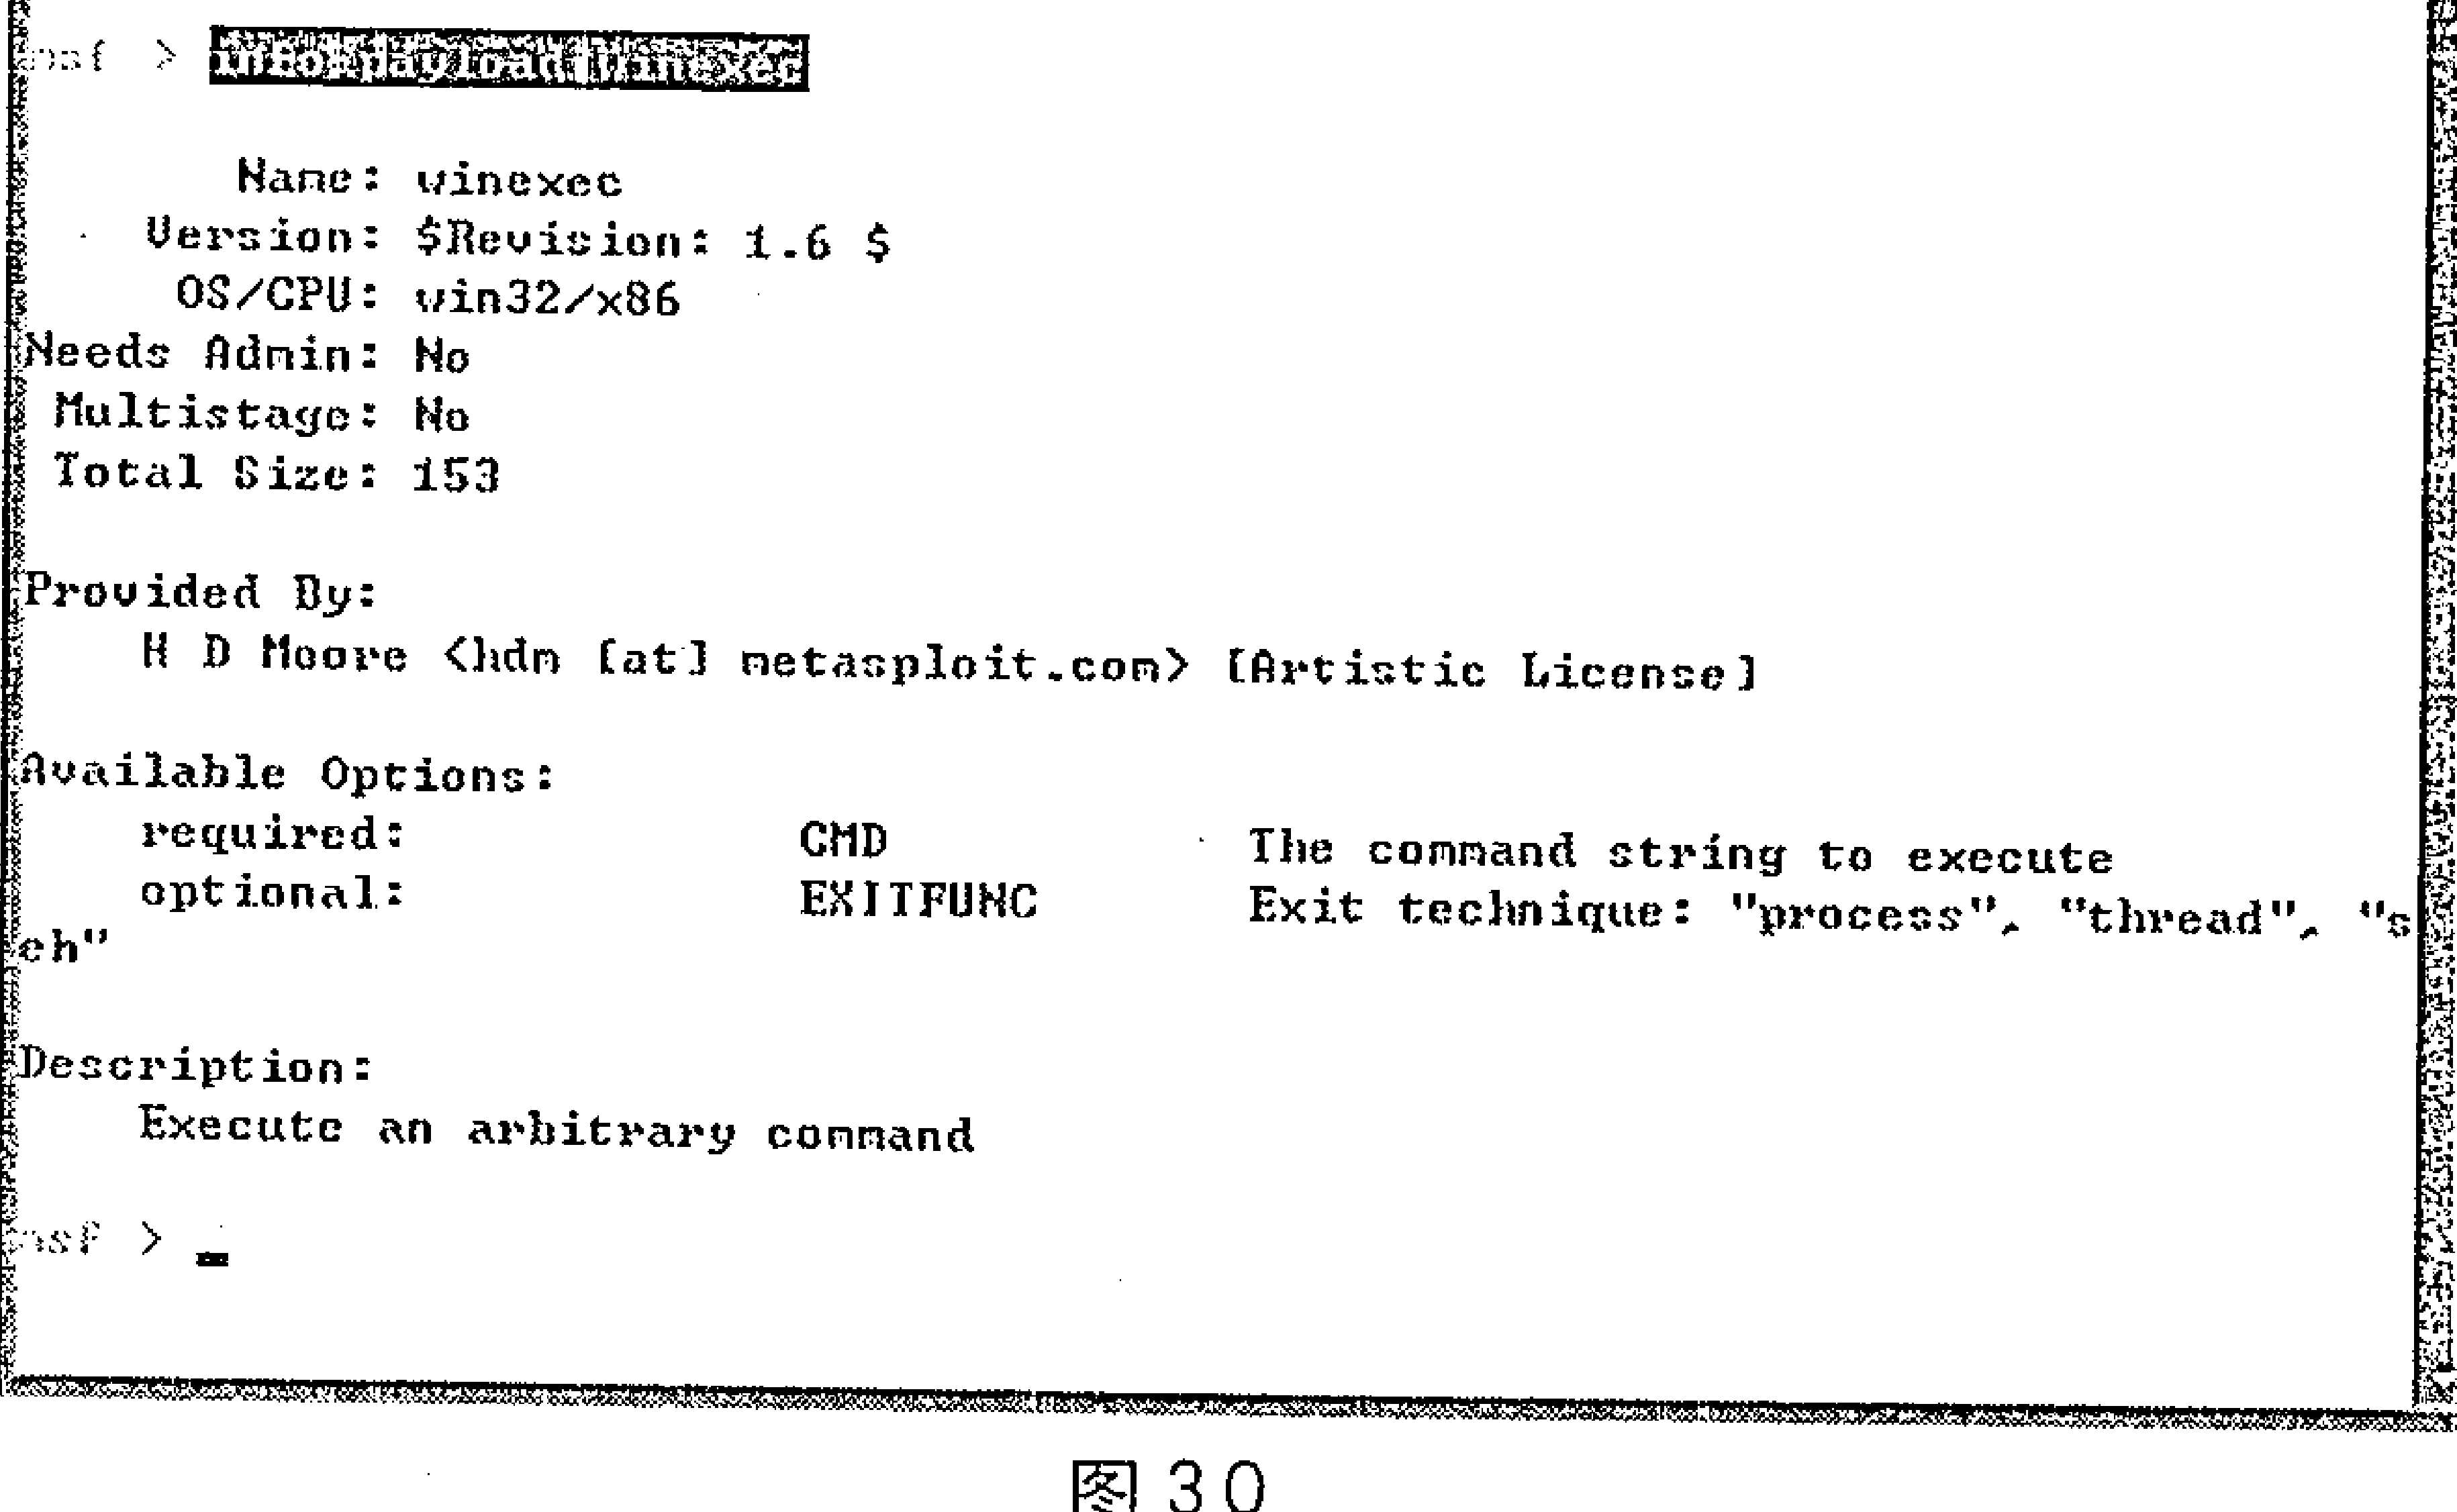 msf > info payload winexec
Name: winexec
Version: $Revision: 1.6 $
OS/CPU: win32/x86
Needs Admin: No
Multistage: No
Total Size: 153
Provided By:
H D Moore <hdm [at] metasploit.com> [Artistic License]
Available Options:
required: CMD The command string to execute
optional: EXITFUNC Exit technique: "process", "thread", "s
eh"
Description:
Execute an arbitrary command
msf > _
图 30